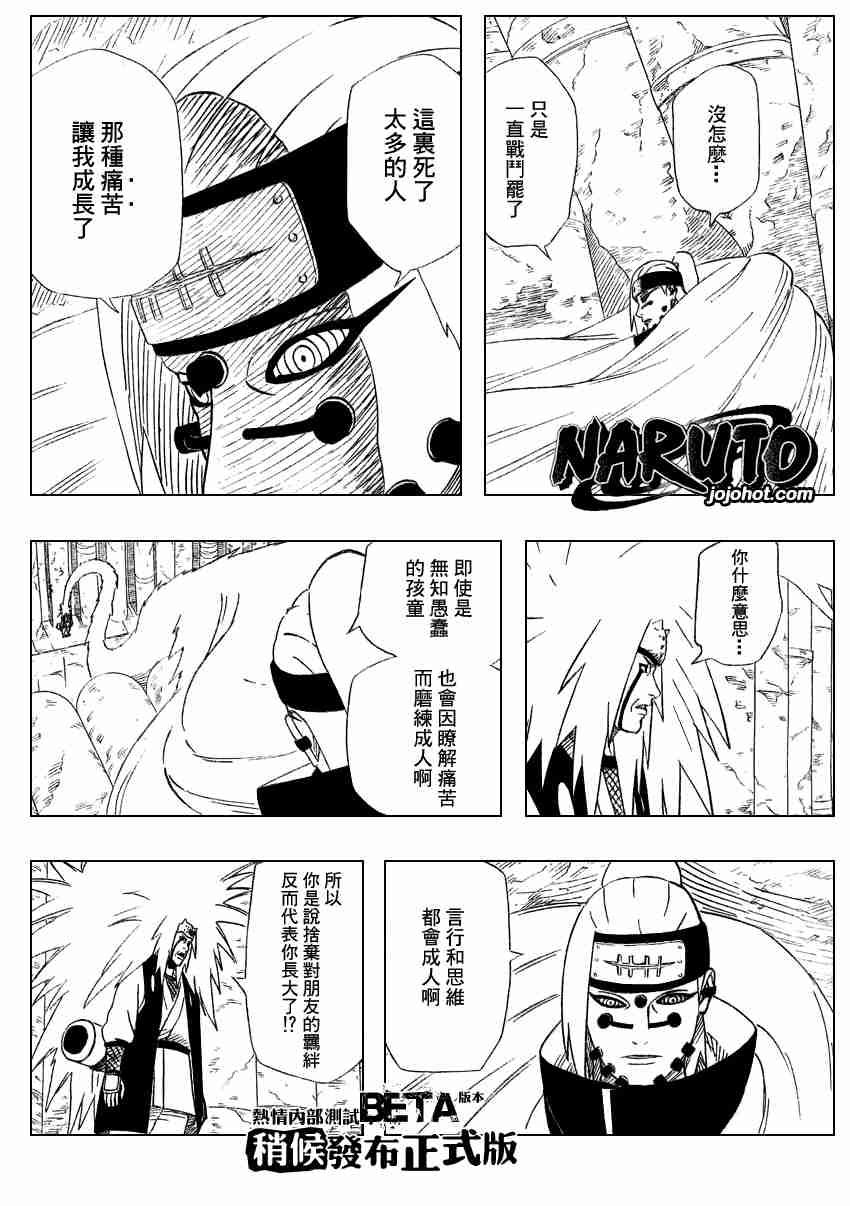 沒怎麼…
只是
一直戰鬥罷了
這裏死了
太多的人
那種痛苦
讓我成長了
NARUTO
jojohot.com
你什麼意思…
即使是
無知愚蠢
的孩童
也會因瞭解痛苦
而磨練成人啊
言行和思維
都會成人啊
所以
你是說捨棄對朋友的羈絆
反而代表你長大了!?
熱情內部測試BETA版本
稍候發布正式版